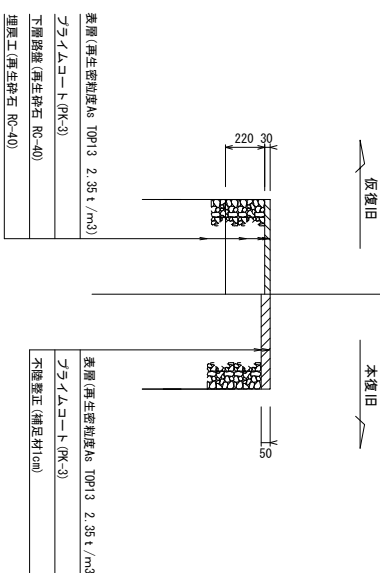 仮復旧
本復旧
220 30
50
表層(再生密粒度As TOP13 2.35t/m3)
プライムコート(PK-3)
下層路盤(再生砕石 RC-40)
埋戻工(再生砕石 RC-40)
表層(再生密粒度As TOP13 2.35t/m3
プライムコート(PK-3)
不陸整正(補足材1cm)